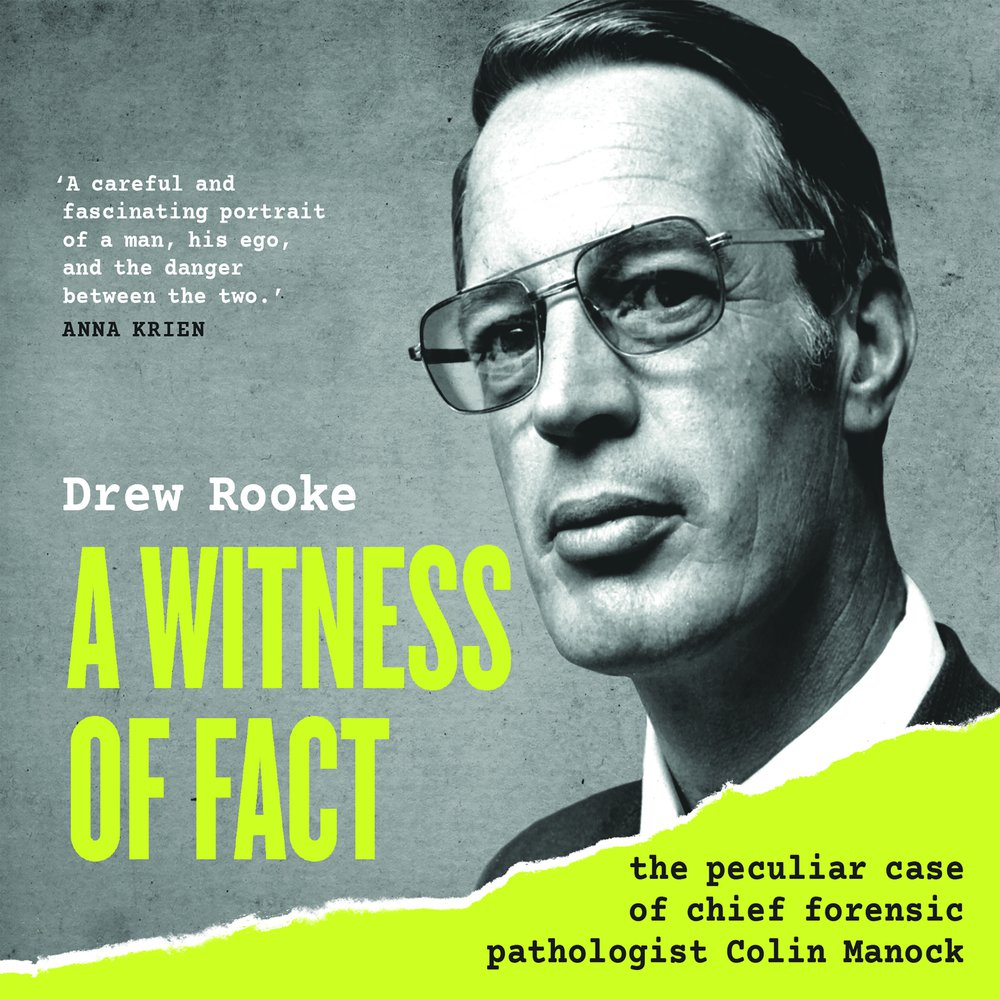 ‘A careful and
fascinating portrait
of a man, his ego,
and the danger
between the two.’
ANNA KRIEN
Drew Rooke
A WITNESS
OF FACT
the peculiar case
of chief forensic
pathologist Colin Manock